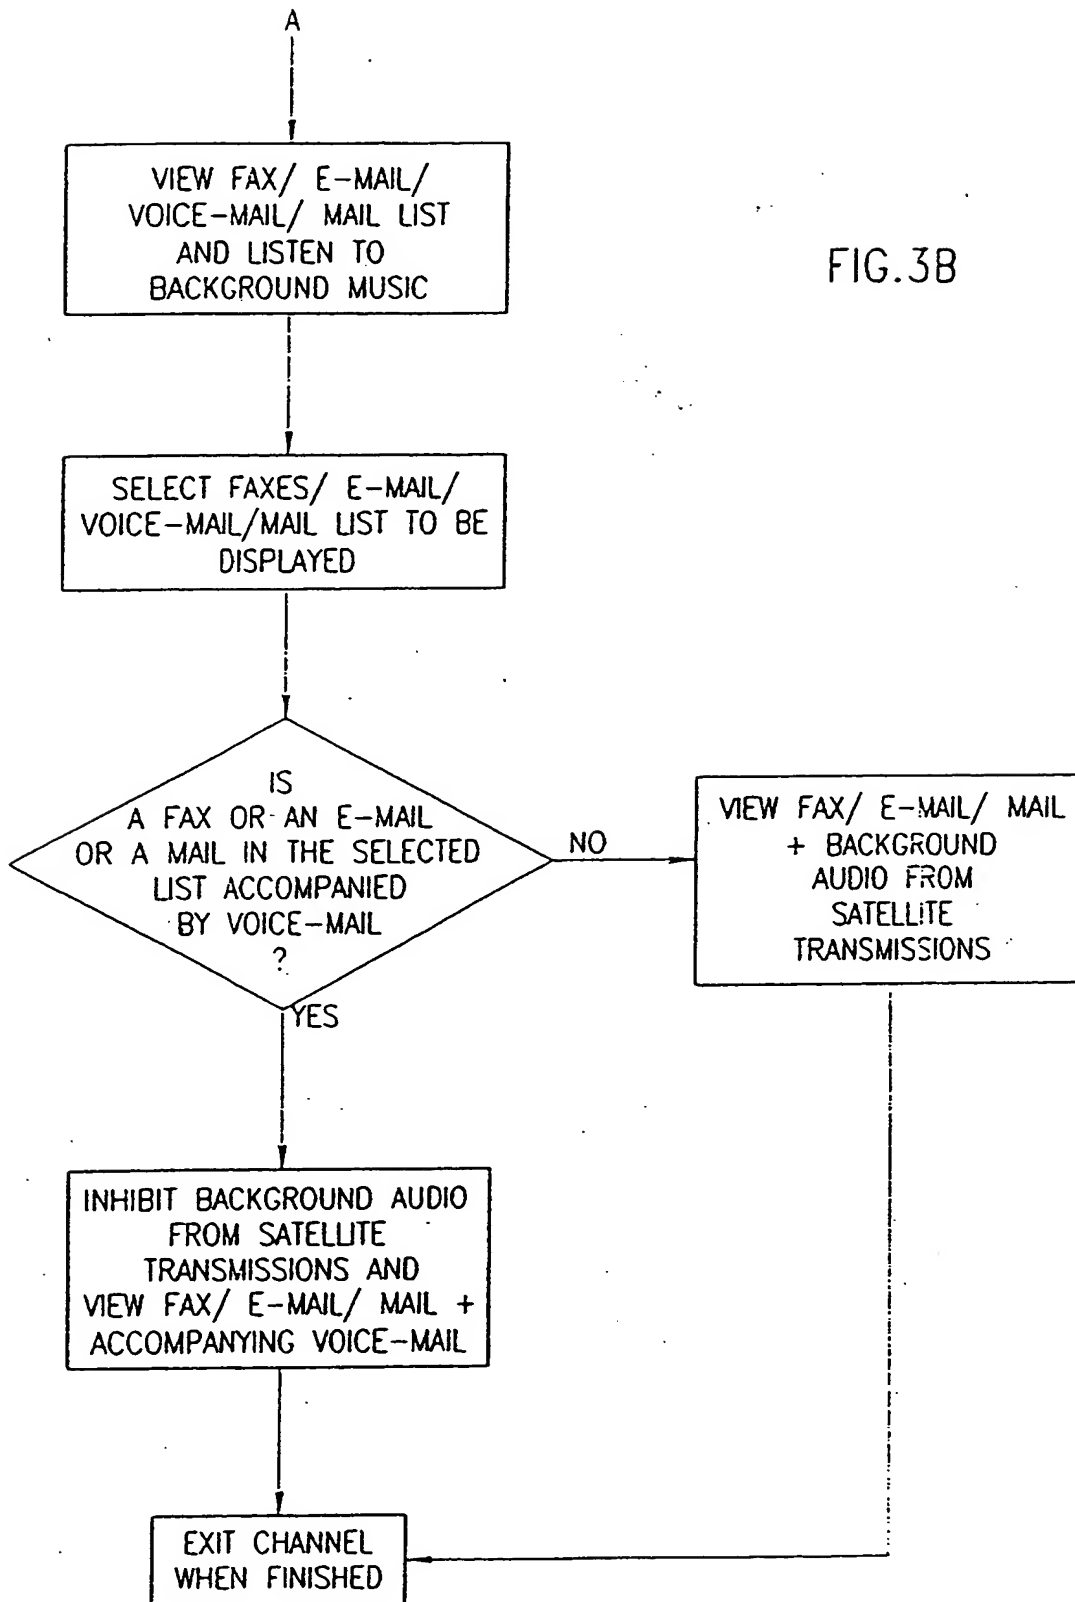 A
VIEW FAX/ E-MAIL/
VOICE-MAIL/ MAIL LIST
AND LISTEN TO
BACKGROUND MUSIC
FIG.3B
SELECT FAXES/ E-MAIL/
VOICE-MAIL/MAIL LIST TO BE
DISPLAYED
IS
A FAX OR AN E-MAIL
OR A MAIL IN THE SELECTED
LIST ACCOMPANIED
BY VOICE-MAIL
?
NO
VIEW FAX/ E-MAIL/ MAIL
+ BACKGROUND
AUDIO FROM
SATELLITE
TRANSMISSIONS
YES
INHIBIT BACKGROUND AUDIO
FROM SATELLITE
TRANSMISSIONS AND
VIEW FAX/ E-MAIL/ MAIL +
ACCOMPANYING VOICE-MAIL
EXIT CHANNEL
WHEN FINISHED